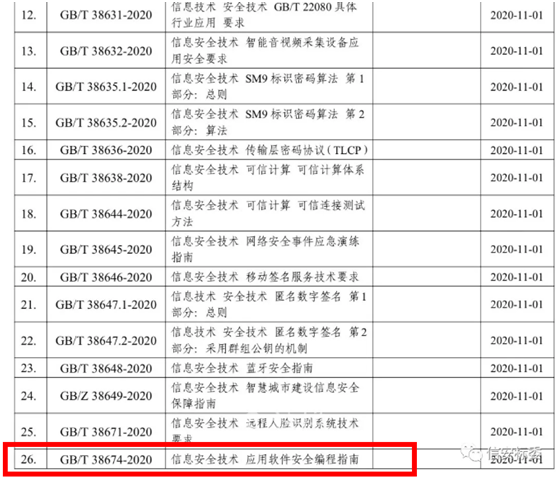 12. GB/T 38631-2020 信息技术 安全技术 GB/T 22080 具体 2020-11-01
行业应用 要求
13. GB/T 38632-2020 信息安全技术 智能音视频采集设备应 2020-11-01
用安全要求
14. GB/T 38635.1-2020 信息安全技术 SM9 标识密码算法 第 1 2020-11-01
部分：总则
15. GB/T 38635.2-2020 信息安全技术 SM9 标识密码算法 第 2 2020-11-01
部分：算法
16. GB/T 38636-2020 信息安全技术 传输层密码协议（TLCP） 2020-11-01
17. GB/T 38638-2020 信息安全技术 可信计算 可信计算体系 2020-11-01
结构
18. GB/T 38644-2020 信息安全技术 可信计算 可信连接测试 2020-11-01
方法
19. GB/T 38645-2020 信息安全技术 网络安全事件应急演练 2020-11-01
指南
20. GB/T 38646-2020 信息安全技术 移动签名服务技术要求 2020-11-01
21. GB/T 38647.1-2020 信息技术 安全技术 匿名数字签名 第 1 2020-11-01
部分：总则
22. GB/T 38647.2-2020 信息技术 安全技术 匿名数字签名 第 2 2020-11-01
部分：采用群组公钥的机制
23. GB/T 38648-2020 信息安全技术 蓝牙安全指南 2020-11-01
24. GB/Z 38649-2020 信息安全技术 智慧城市建设信息安全 2020-11-01
保障指南
25. GB/T 38671-2020 信息安全技术 远程人脸识别系统技术 2020-11-01
要求
26. GB/T 38674-2020 信息安全技术 应用软件安全编程指南 2020-11-01
信安标委